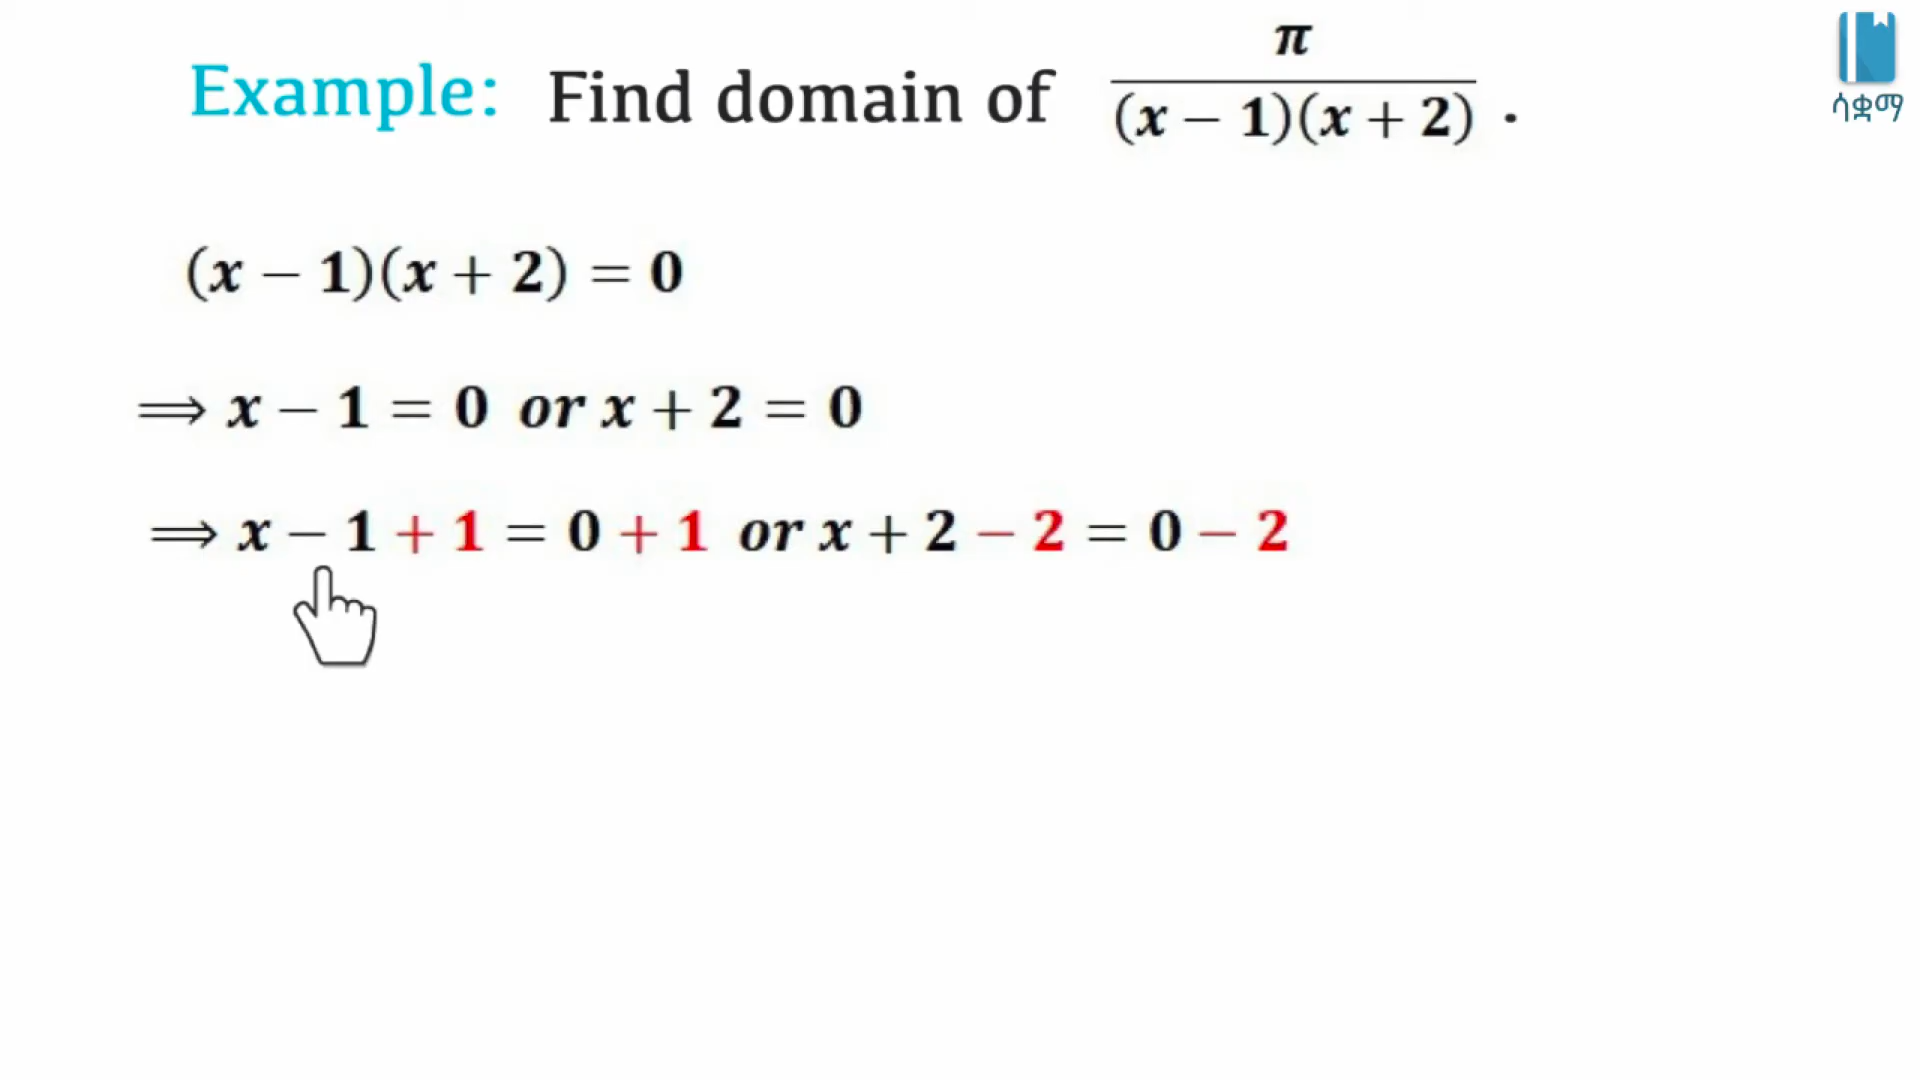 Example: Find domain of π / (x − 1)(x + 2) .
ሳቋማ
(x − 1)(x + 2) = 0
⟹ x − 1 = 0 or x + 2 = 0
⟹ x − 1 + 1 = 0 + 1 or x + 2 − 2 = 0 − 2